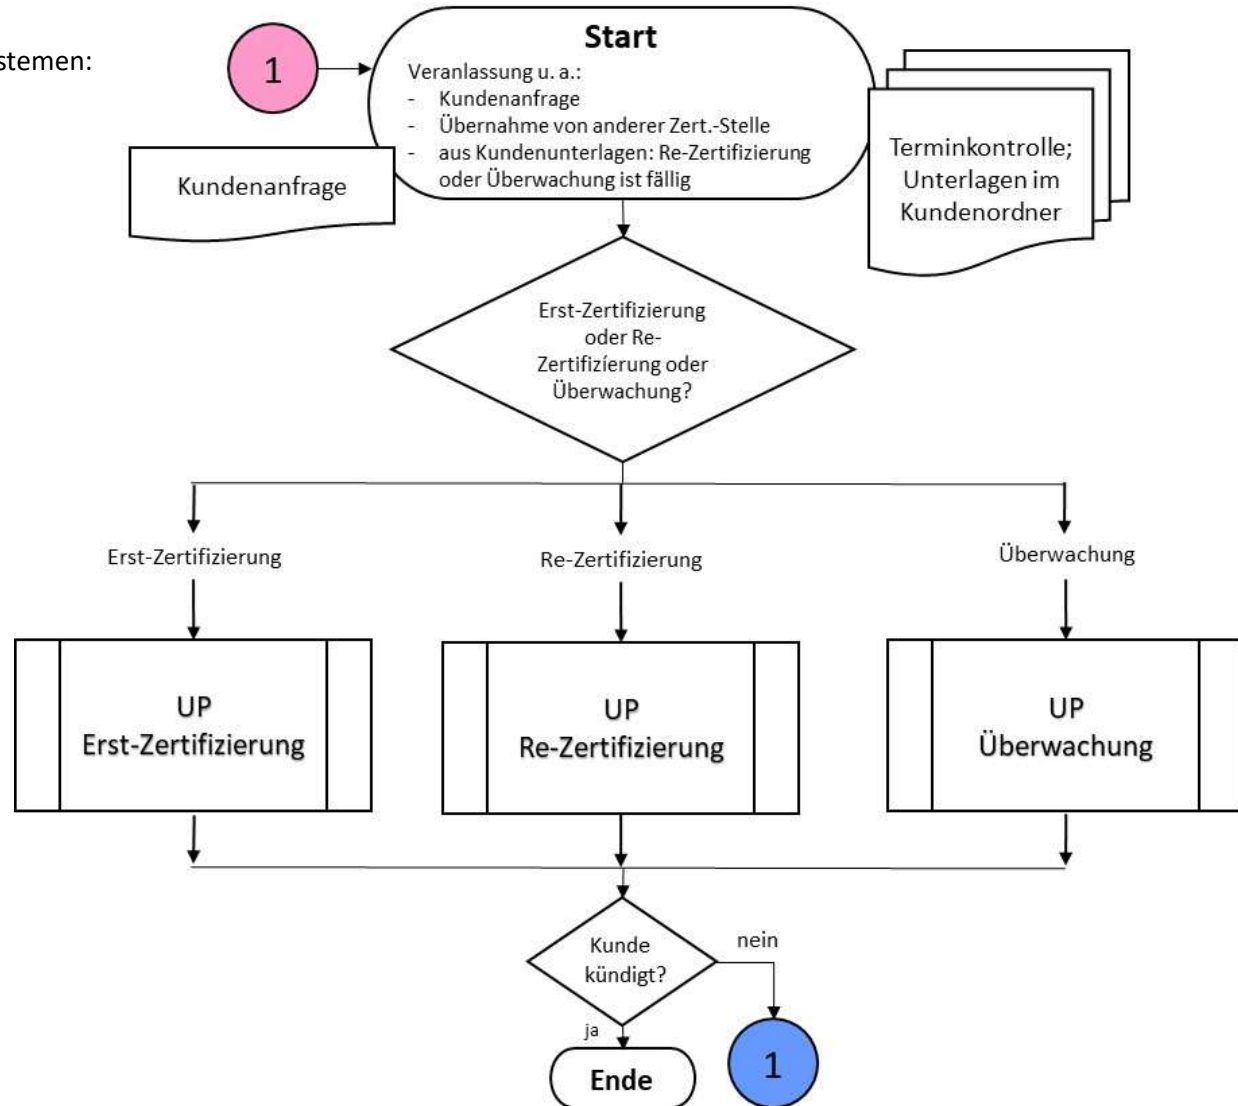 stemen:
1
Start
Veranlassung u. a.:
- Kundenanfrage
- Übernahme von anderer Zert.-Stelle
- aus Kundenunterlagen: Re-Zertifizierung
oder Überwachung ist fällig
Kundenanfrage
Terminkontrolle;
Unterlagen im
Kundenordner
Erst-Zertifizierung
oder Re-
Zertifizíerung oder
Überwachung?
Erst-Zertifizierung
Re-Zertifizierung
Überwachung
UP
Erst-Zertifizierung
UP
Re-Zertifizierung
UP
Überwachung
Kunde
kündigt?
nein
ja
Ende
1